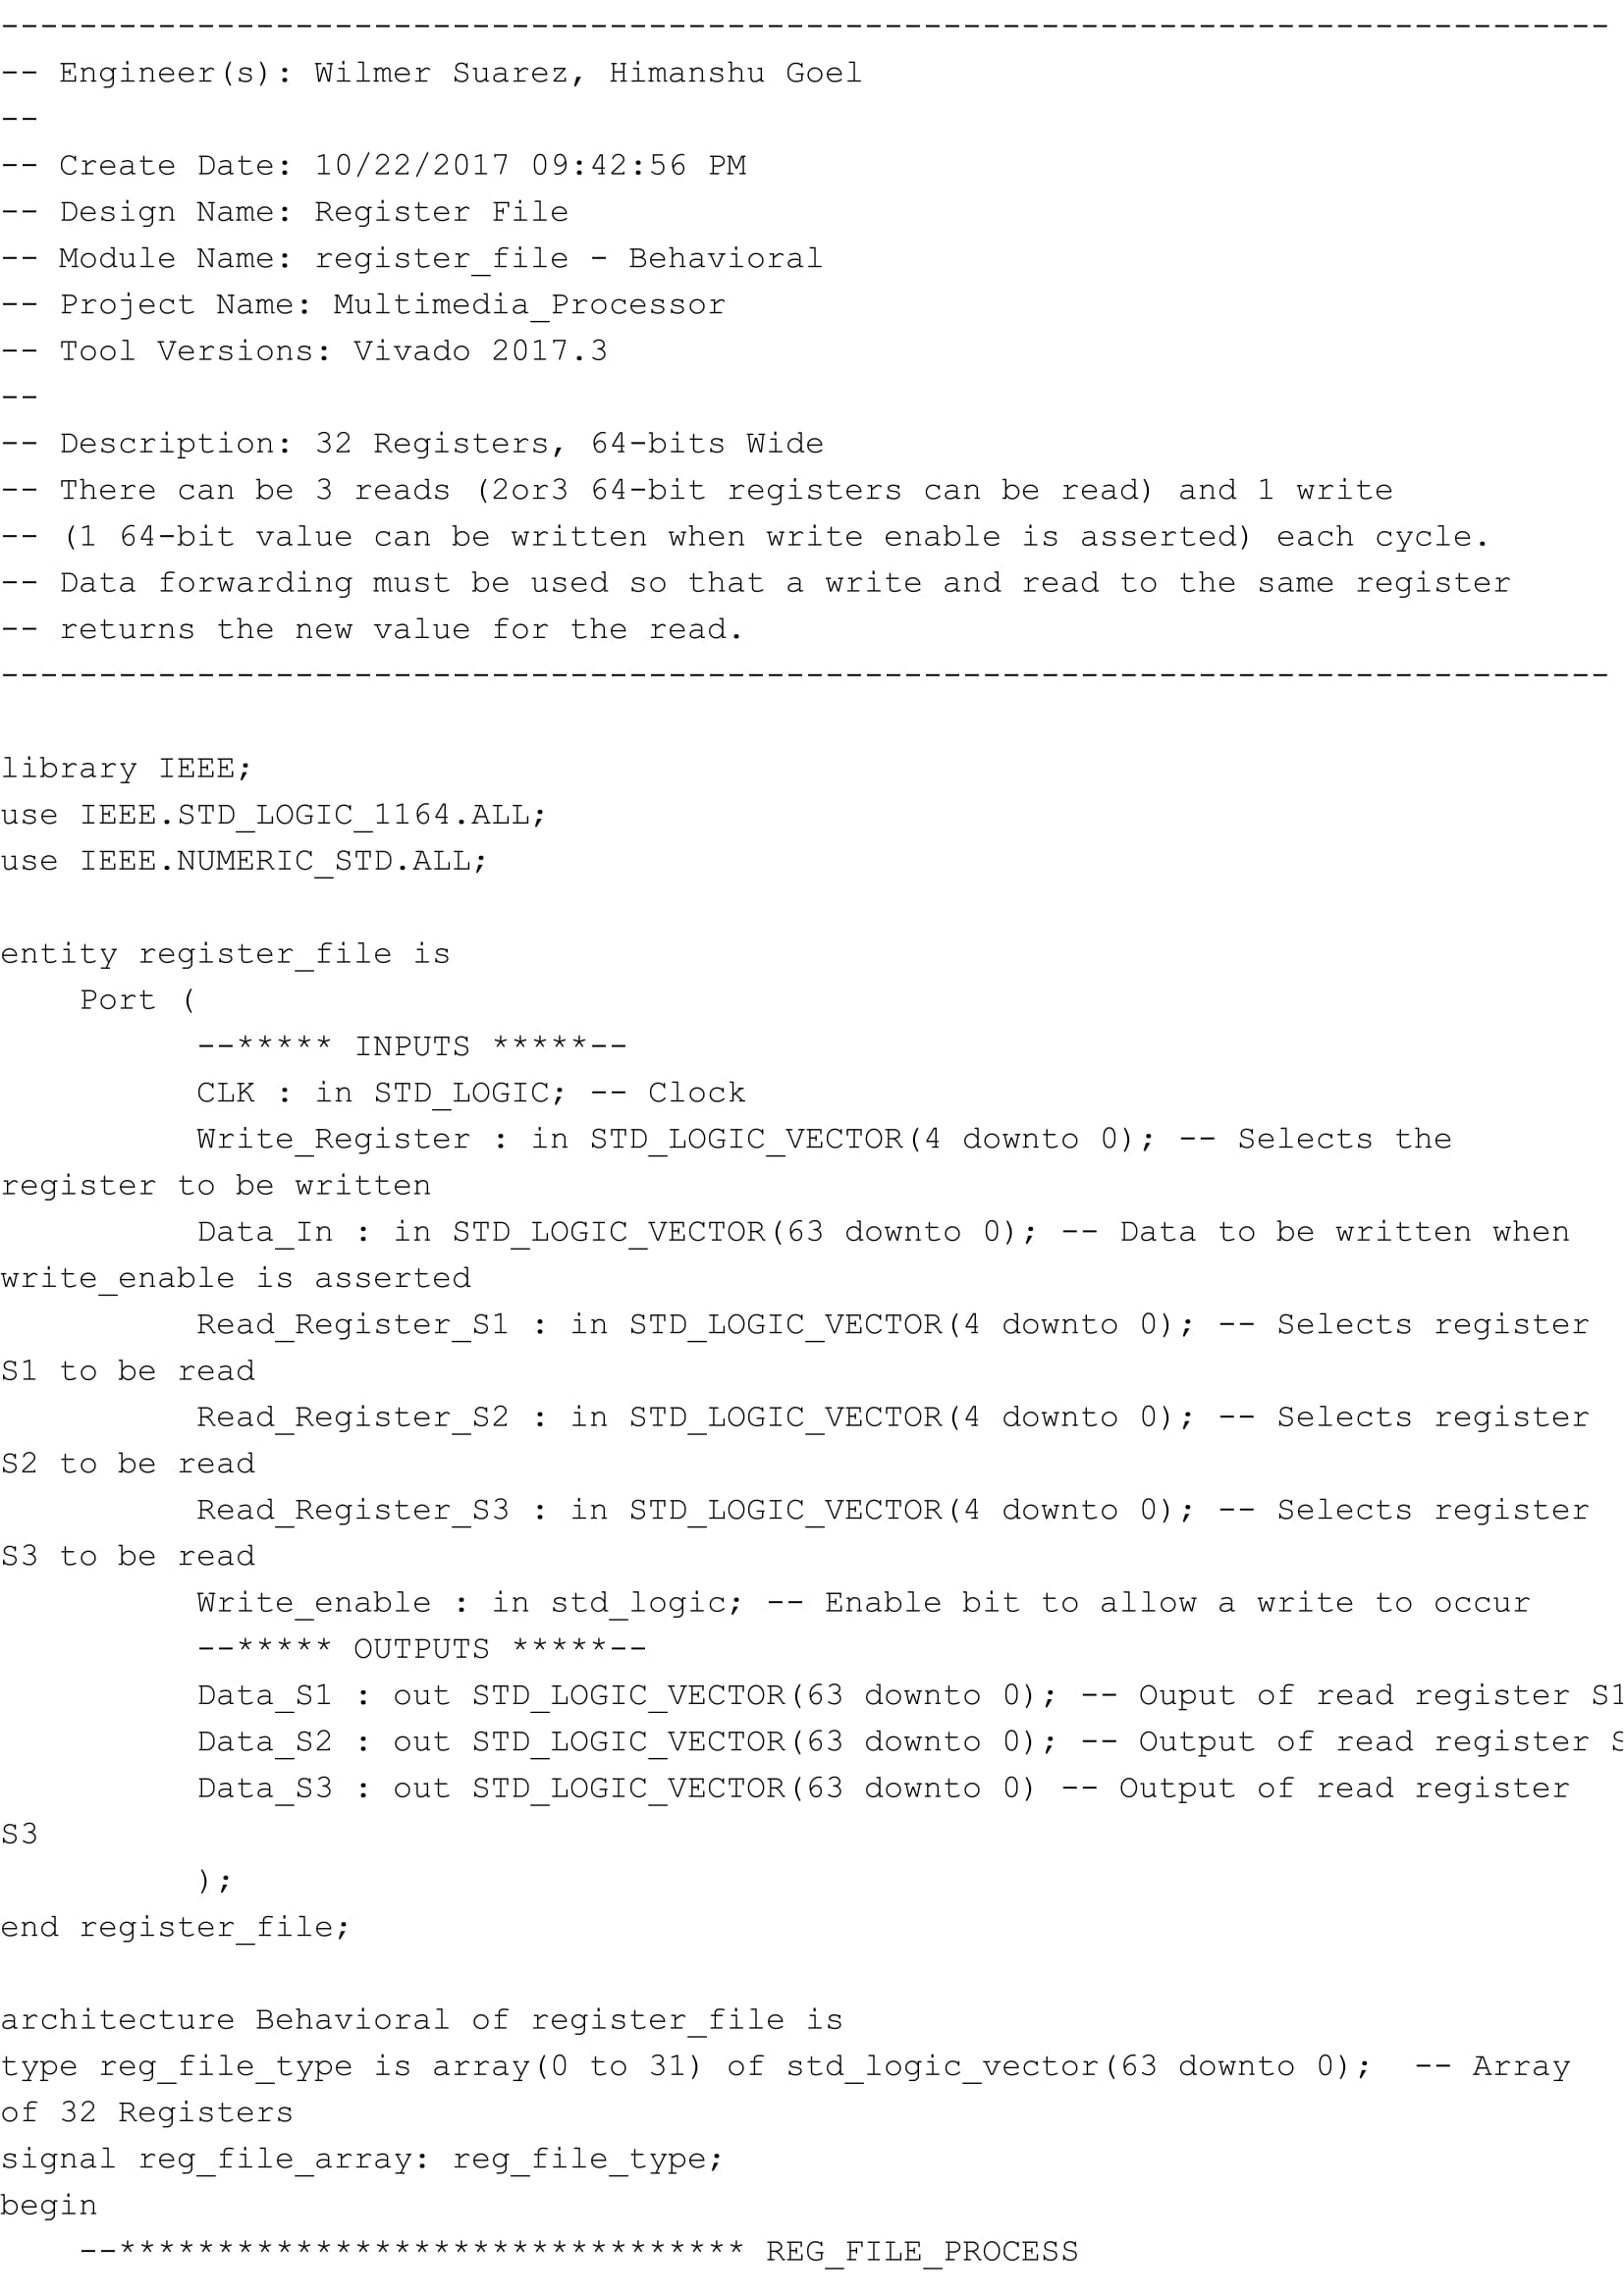 ----------------------------------------------------------------------------------
-- Engineer(s): Wilmer Suarez, Himanshu Goel
--
-- Create Date: 10/22/2017 09:42:56 PM
-- Design Name: Register File
-- Module Name: register_file - Behavioral
-- Project Name: Multimedia_Processor
-- Tool Versions: Vivado 2017.3
--
-- Description: 32 Registers, 64-bits Wide
-- There can be 3 reads (2or3 64-bit registers can be read) and 1 write
-- (1 64-bit value can be written when write enable is asserted) each cycle.
-- Data forwarding must be used so that a write and read to the same register
-- returns the new value for the read.
----------------------------------------------------------------------------------

library IEEE;
use IEEE.STD_LOGIC_1164.ALL;
use IEEE.NUMERIC_STD.ALL;

entity register_file is
    Port (
          --***** INPUTS *****--
          CLK : in STD_LOGIC; -- Clock
          Write_Register : in STD_LOGIC_VECTOR(4 downto 0); -- Selects the
register to be written
          Data_In : in STD_LOGIC_VECTOR(63 downto 0); -- Data to be written when
write_enable is asserted
          Read_Register_S1 : in STD_LOGIC_VECTOR(4 downto 0); -- Selects register
S1 to be read
          Read_Register_S2 : in STD_LOGIC_VECTOR(4 downto 0); -- Selects register
S2 to be read
          Read_Register_S3 : in STD_LOGIC_VECTOR(4 downto 0); -- Selects register
S3 to be read
          Write_enable : in std_logic; -- Enable bit to allow a write to occur
          --***** OUTPUTS *****--
          Data_S1 : out STD_LOGIC_VECTOR(63 downto 0); -- Ouput of read register S1
          Data_S2 : out STD_LOGIC_VECTOR(63 downto 0); -- Output of read register S
          Data_S3 : out STD_LOGIC_VECTOR(63 downto 0) -- Output of read register
S3
          );
end register_file;

architecture Behavioral of register_file is
type reg_file_type is array(0 to 31) of std_logic_vector(63 downto 0);  -- Array
of 32 Registers
signal reg_file_array: reg_file_type;
begin
    --******************************** REG_FILE_PROCESS